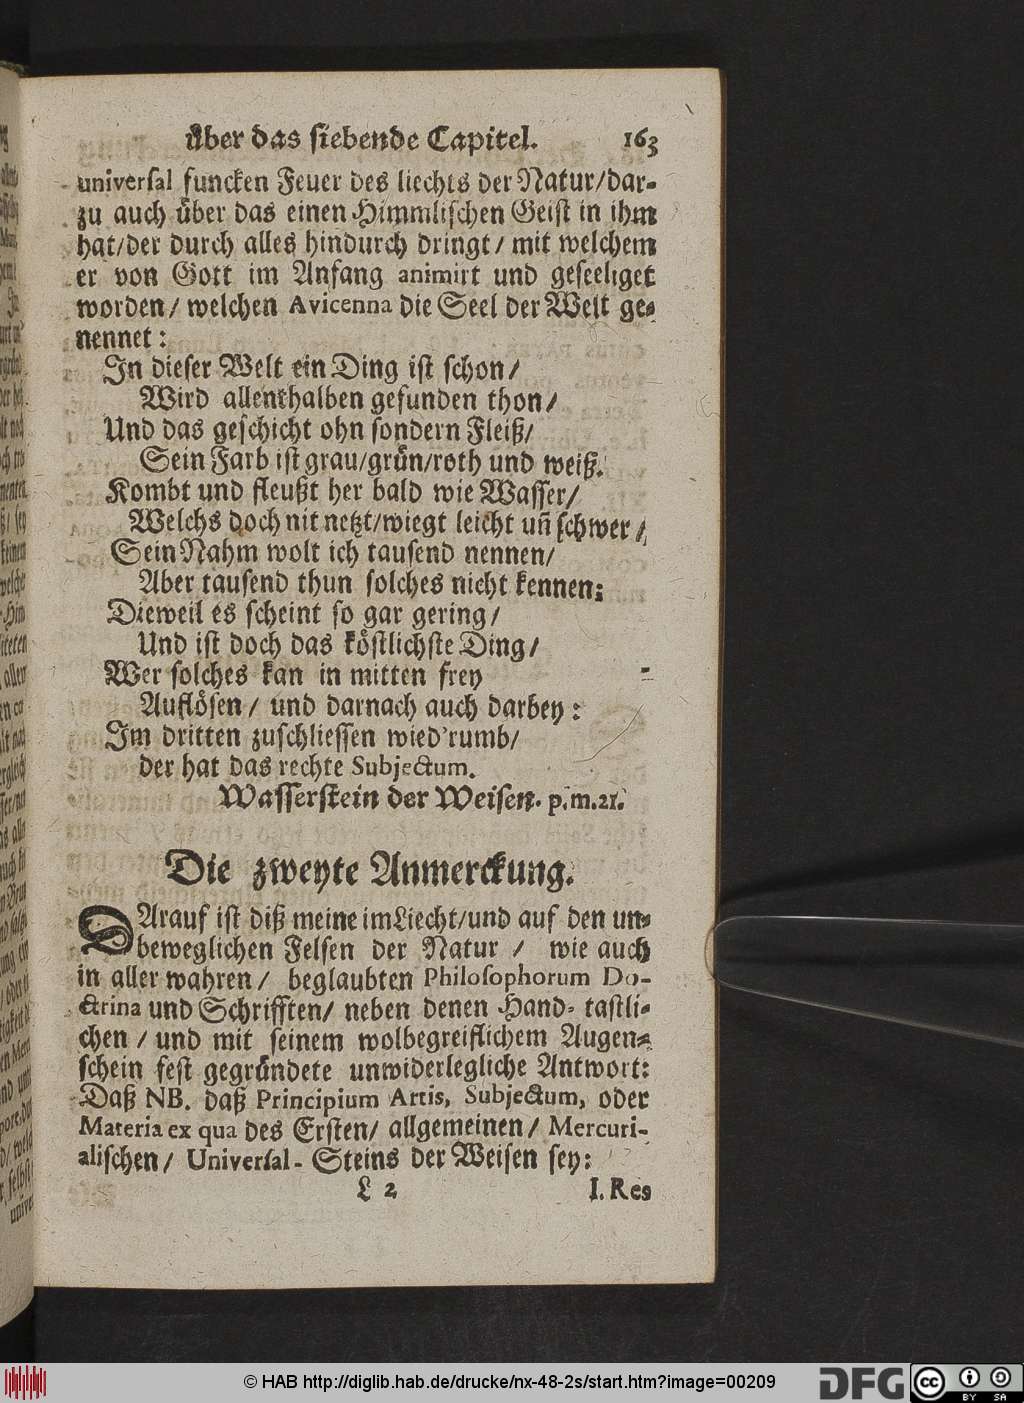 über das siebende Capitel. 163
universal funcken Feuer des liechts der Natur/dar-
zu auch über das einen Himmlischen Geist in ihm
hat/der durch alles hindurch dringt/ mit welchem
er von Gott im Anfang animirt und geseeliget
worden/ welchen Avicenna die Seel der Welt ge-
nennet:
In dieser Welt ein Ding ist schon/
Wird allenthalben gefunden thon/
Und das geschicht ohn sondern Fleiß/
Sein Farb ist grau/grün/roth und weiß.
Kombt und fleußt her bald wie Wasser/
Welchs doch nit netzt/wiegt leicht uñ schwer/
Sein Nahm wolt ich tausend nennen/
Aber tausend thun solches nicht kennen:
Dieweil es scheint so gar gering/
Und ist doch das köstlichste Ding/
Wer solches kan in mitten frey
Auflösen/ und darnach auch darbey:
Im dritten zuschliessen wied'rumb/
der hat das rechte Subjectum.
Wasserstein der Weisen. p.m.21.
Die zweyte Anmerckung.
DArauf ist diß meine im Liecht/und auf den un-
beweglichen Felsen der Natur / wie auch
in aller wahren/ beglaubten Philosophorum Do-
ctrina und Schrifften/ neben denen Hand-tastli-
chen / und mit seinem wolbegreiflichem Augen-
schein fest gegründete unwiderlegliche Antwort:
Daß NB. daß Principium Artis, Subjectum, oder
Materia ex qua des Ersten/ allgemeinen/ Mercuri-
alischen/ Universal-Steins der Weisen sey:
L 2 I. Res
© HAB http://diglib.hab.de/drucke/nx-48-2s/start.htm?image=00209
DFG
cc BY SA